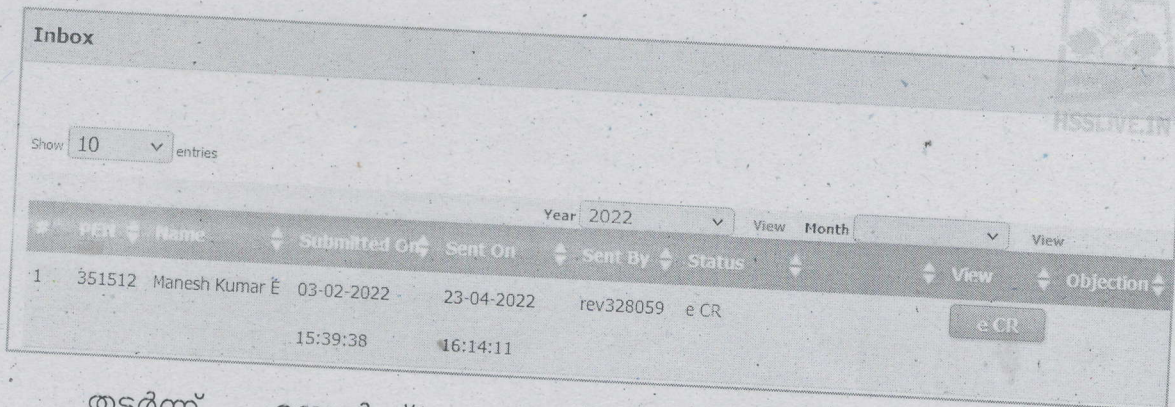 Inbox
HSSLIVE.IN
Show 10 entries
Year 2022 View Month View
# PEN Name Submitted On Sent On Sent By Status View Objection
1 351512 Manesh Kumar E 03-02-2022 23-04-2022 rev328059 e CR e CR
15:39:38 16:14:11
തുടർന്ന്